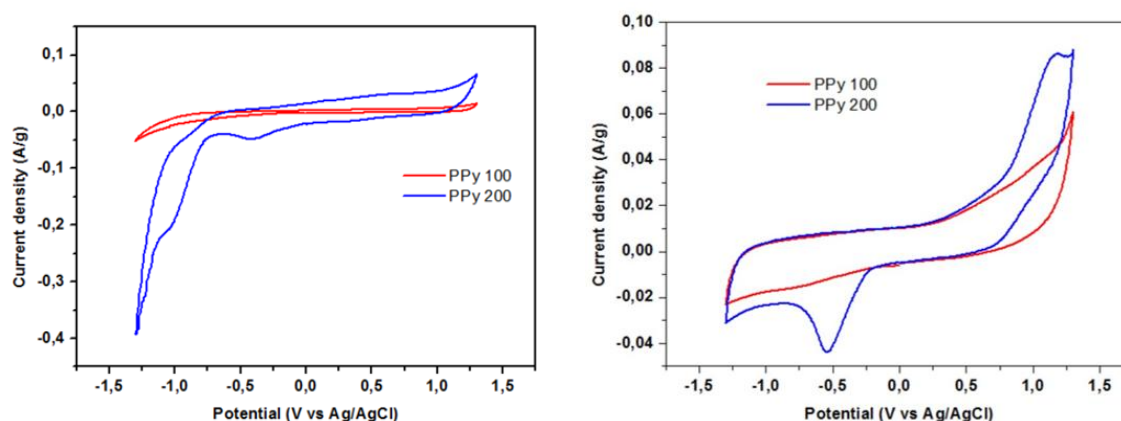 0,1
0,0
-0,1
-0,2
-0,3
-0,4
Current density (A/g)
PPy 100
PPy 200
-1,5 -1,0 -0,5 0,0 0,5 1,0 1,5
Potential (V vs Ag/AgCl)
0,10
0,08
0,06
0,04
0,02
0,00
-0,02
-0,04
Current density (A/g)
PPy 100
PPy 200
-1,5 -1,0 -0,5 0,0 0,5 1,0 1,5
Potential (V vs Ag/AgCl)